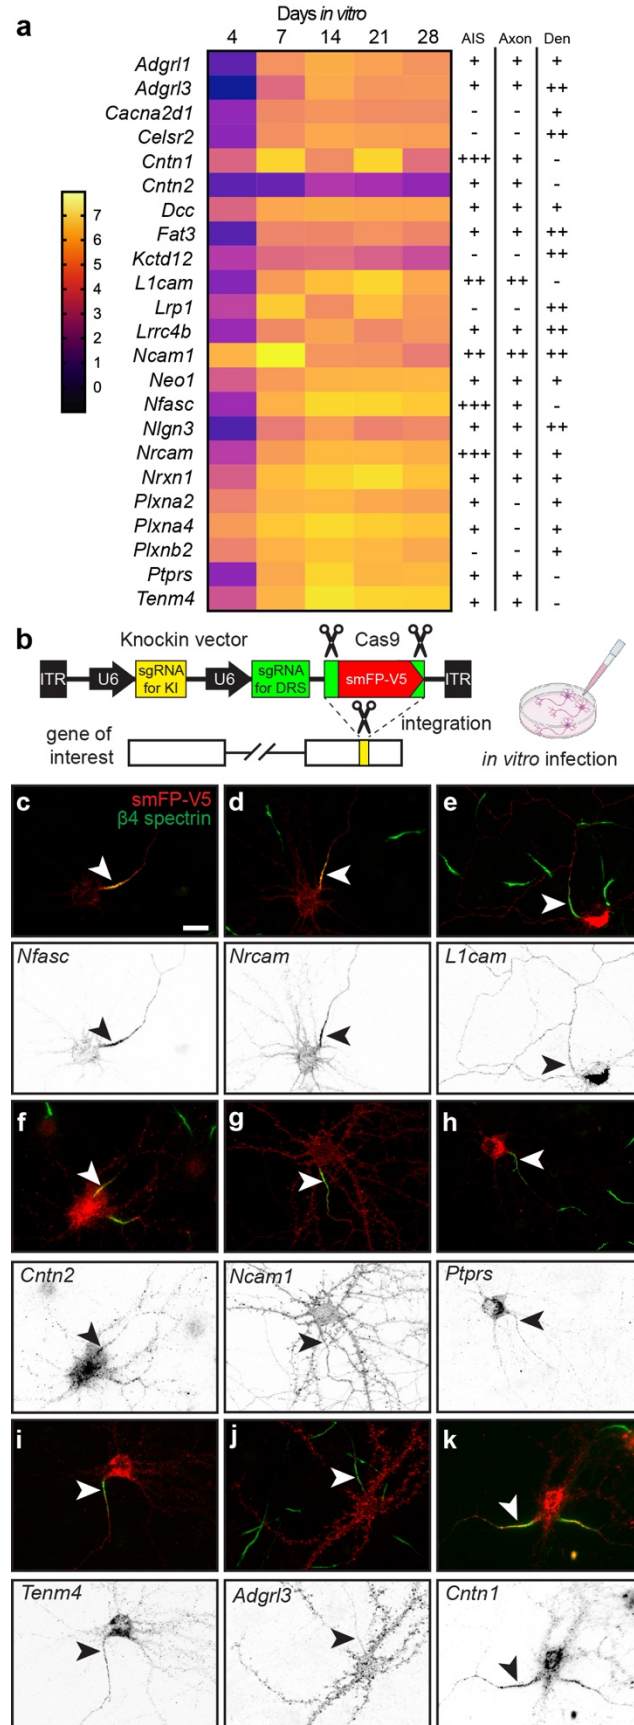 a
Days in vitro
4 7 14 21 28 AIS Axon Den
Adgrl1 + + +
Adgrl3 + + ++
Cacna2d1 - - +
Celsr2 - - ++
Cntn1 +++ + -
Cntn2 + + -
Dcc + + +
Fat3 + + ++
Kctd12 - - ++
L1cam ++ ++ -
Lrp1 - - ++
Lrrc4b + + ++
Ncam1 ++ ++ ++
Neo1 + + +
Nfasc +++ + -
Nlgn3 + + ++
Nrcam +++ + +
Nrxn1 + + +
Plxna2 + - +
Plxna4 + - +
Plxnb2 - - +
Ptprs + + -
Tenm4 + + -
7
6
5
4
3
2
1
0
b
Knockin vector Cas9
ITR U6 sgRNA for KI U6 sgRNA for DRS smFP-V5 ITR
integration
gene of interest
in vitro infection
c smFP-V5
β4 spectrin
d
e
Nfasc Nrcam L1cam
f g h
Cntn2 Ncam1 Ptprs
i j k
Tenm4 Adgrl3 Cntn1